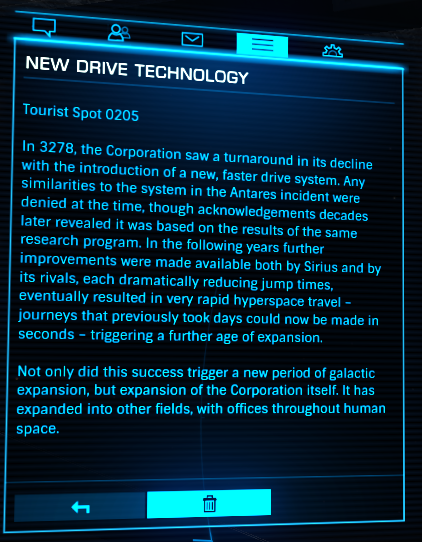 NEW DRIVE TECHNOLOGY
Tourist Spot 0205
In 3278, the Corporation saw a turnaround in its decline
with the introduction of a new, faster drive system. Any
similarities to the system in the Antares incident were
denied at the time, though acknowledgements decades
later revealed it was based on the results of the same
research program. In the following years further
improvements were made available both by Sirius and by
its rivals, each dramatically reducing jump times,
eventually resulted in very rapid hyperspace travel –
journeys that previously took days could now be made in
seconds – triggering a further age of expansion.
Not only did this success trigger a new period of galactic
expansion, but expansion of the Corporation itself. It has
expanded into other fields, with offices throughout human
space.